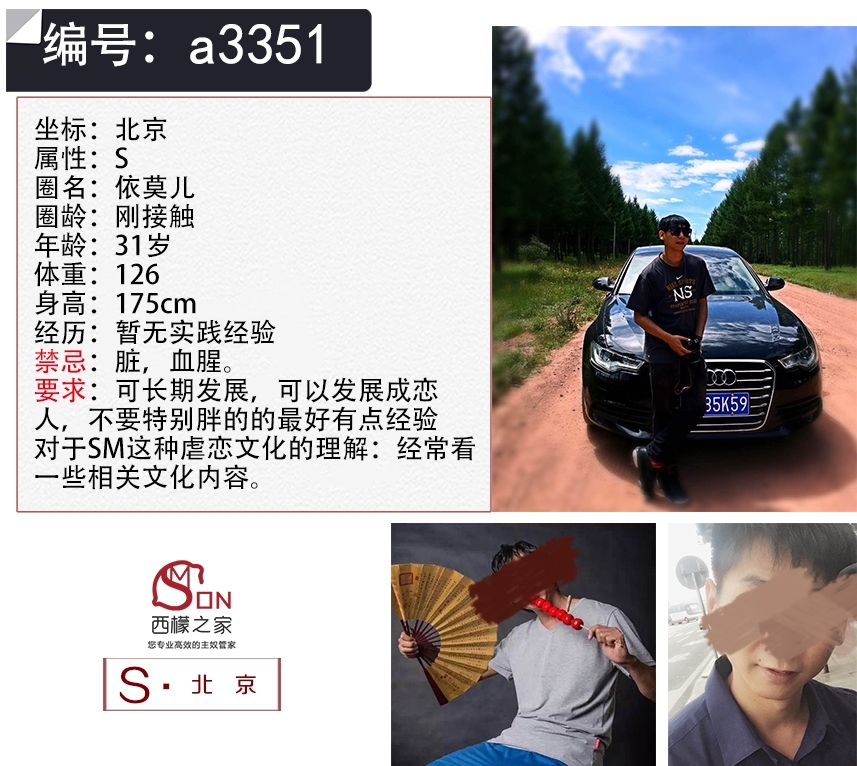 编号：a3351
坐标：北京
属性：S
圈名：依莫儿
圈龄：刚接触
年龄：31岁
体重：126
身高：175cm
经历：暂无实践经验
禁忌：脏，血腥。
要求：可长期发展，可以发展成恋
人，不要特别胖的的最好有点经验
对于SM这种虐恋文化的理解：经常看
一些相关文化内容。
NS
35K59
SMON
西檬之家
您专业高效的主奴管家
S·北京